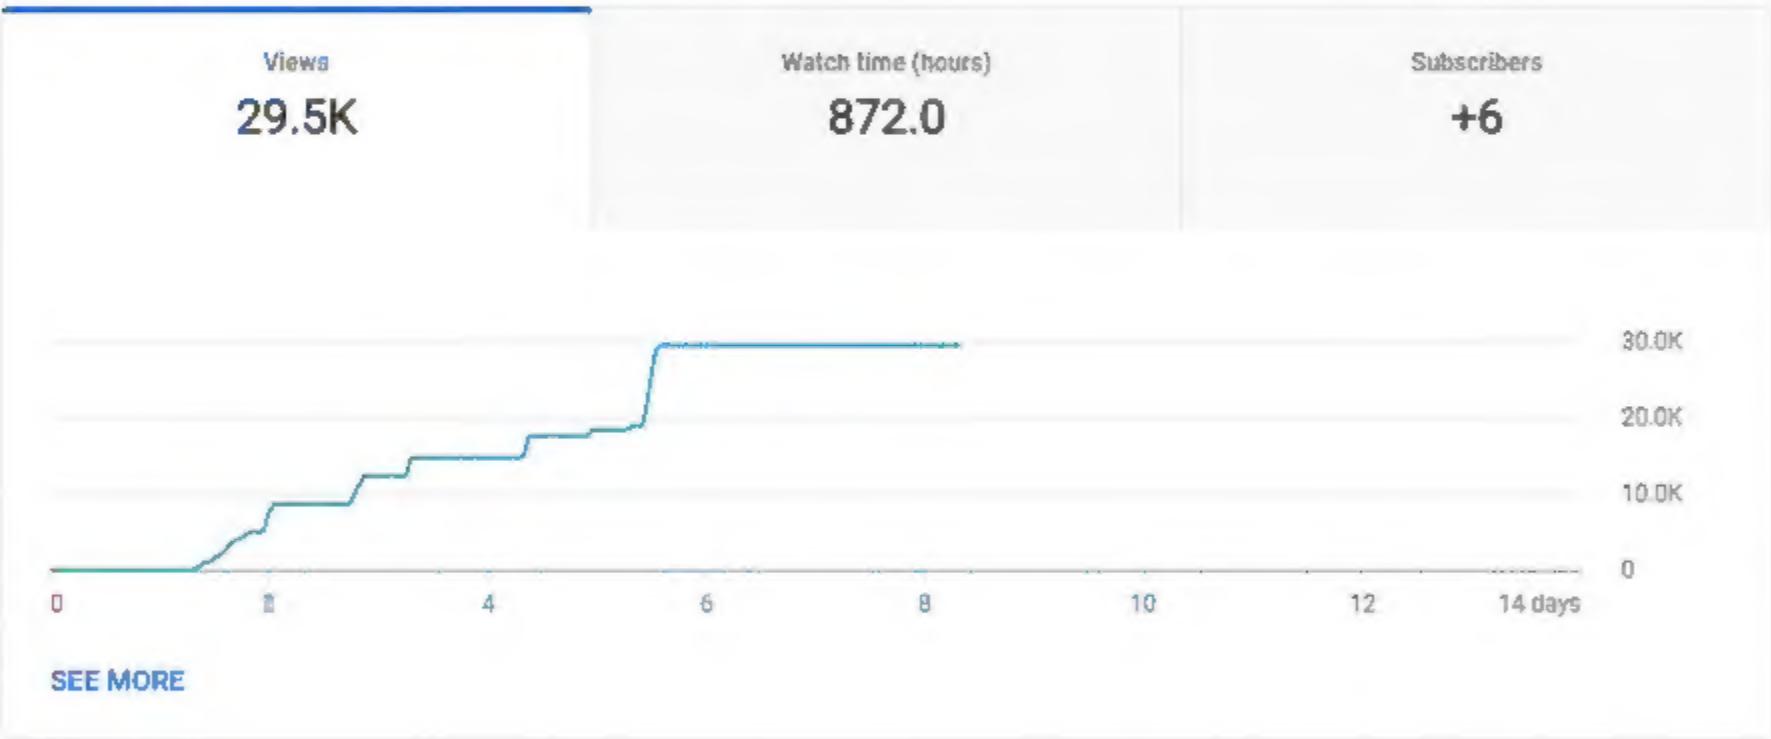 Views
29.5K
Watch time (hours)
872.0
Subscribers
+6
30.0K
20.0K
10.0K
0
0 2 4 6 8 10 12 14 days
SEE MORE